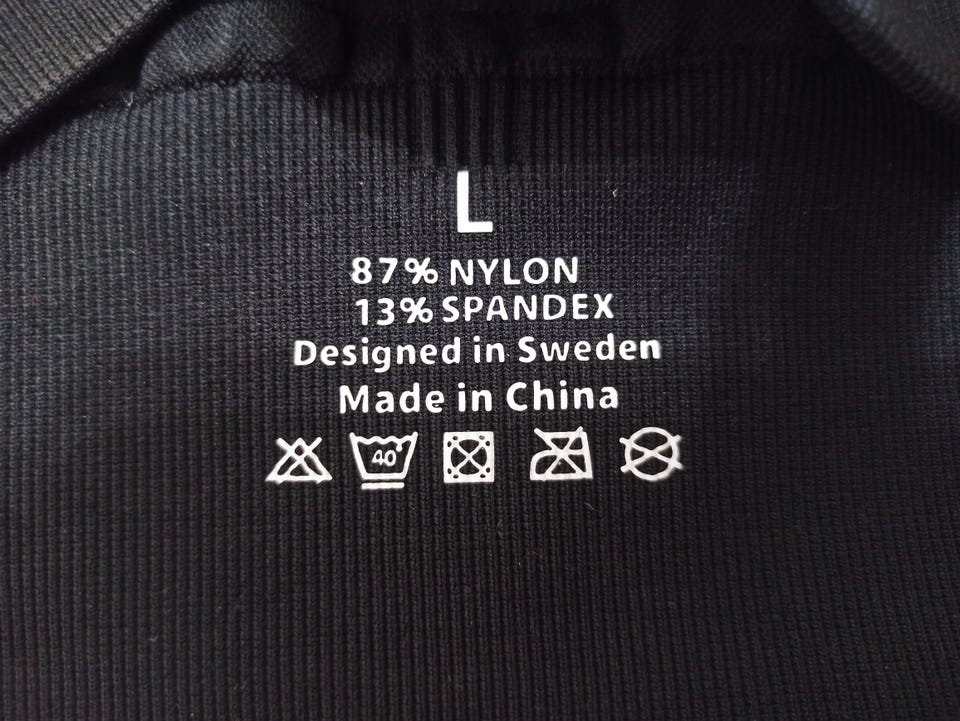 L
87% NYLON
13% SPANDEX
Designed in Sweden
Made in China
40